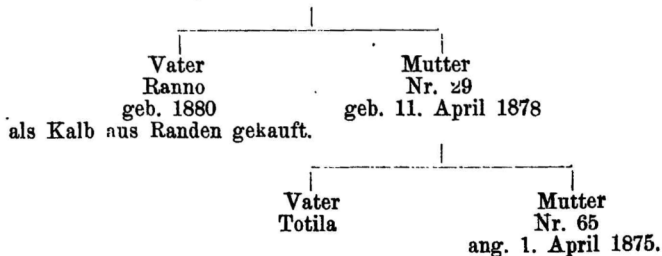 Vater Mutter
Ranno Nr. 29
geb. 1880 geb. 11. April 1878
als Kalb aus Randen gekauft.
Vater Mutter
Totila Nr. 65
ang. 1. April 1875.